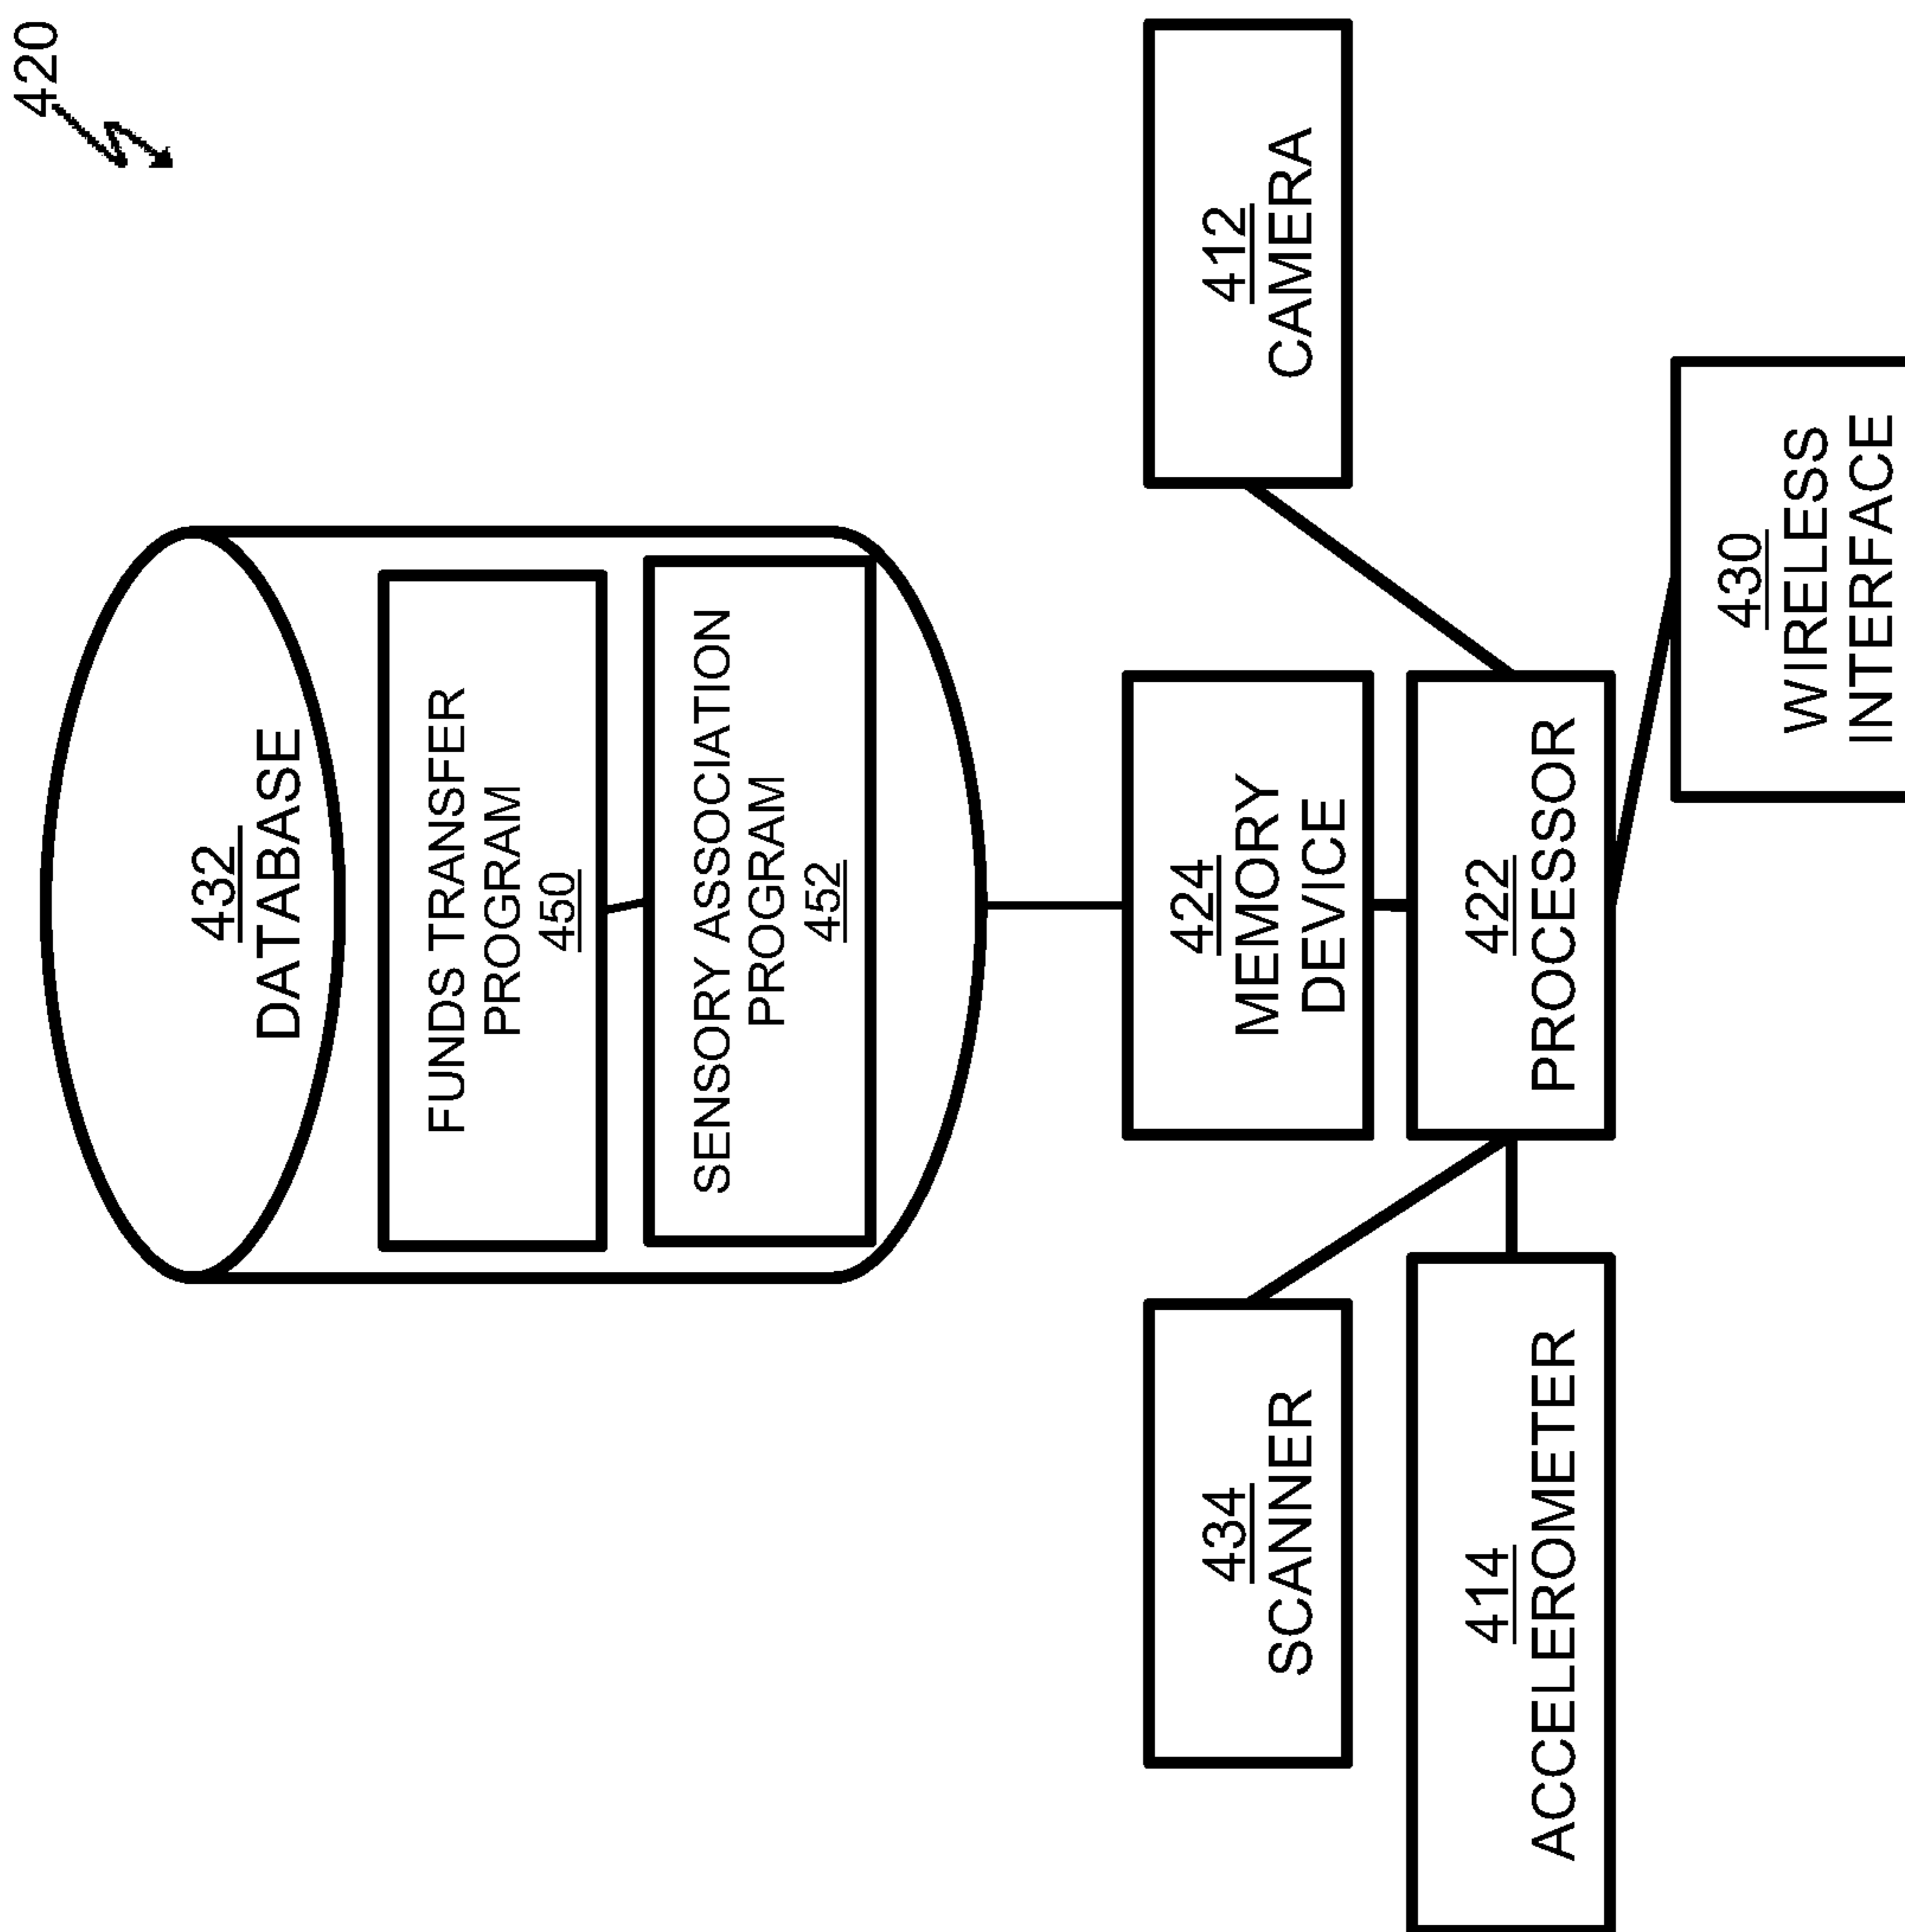 420
432
DATABASE
FUNDS TRANSFER
PROGRAM
450
SENSORY ASSOCIATION
PROGRAM
452
434
SCANNER
424
MEMORY
DEVICE
412
CAMERA
414
ACCELEROMETER
422
PROCESSOR
430
WIRELESS
INTERFACE